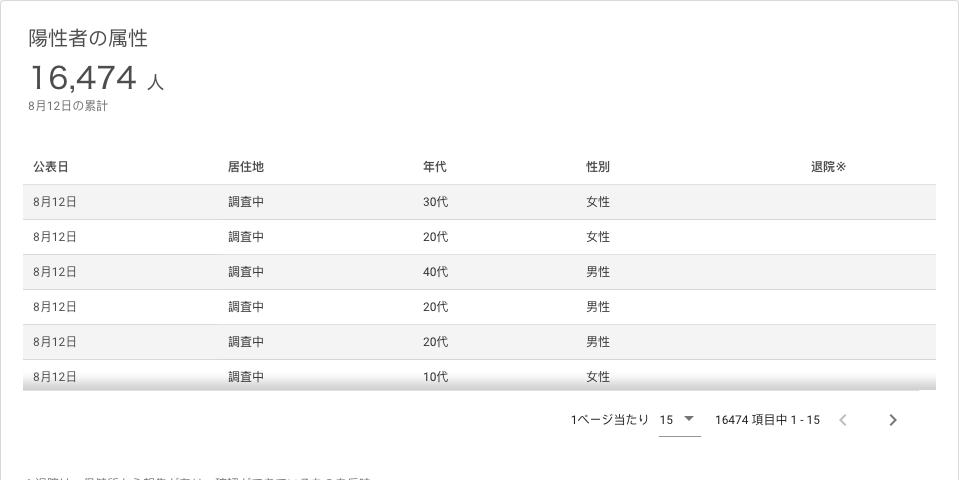 陽性者の属性
16,474 人
8月12日の累計
公表日 居住地 年代 性別 退院※
8月12日 調査中 30代 女性
8月12日 調査中 20代 女性
8月12日 調査中 40代 男性
8月12日 調査中 20代 男性
8月12日 調査中 20代 男性
8月12日 調査中 10代 女性
1ページ当たり 15 16474 項目中 1 - 15